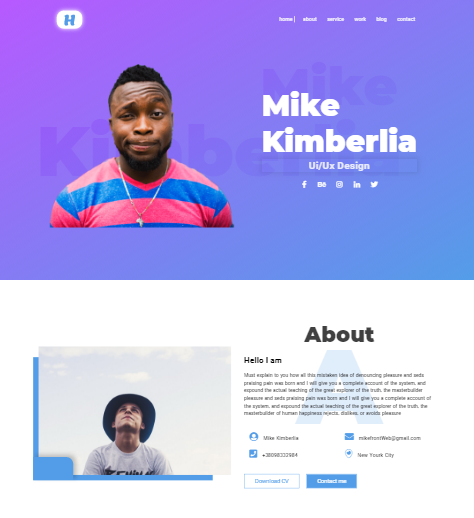 H
home | about service work blog contact
Mike
Kimberlia
Mike
Kimberlia
Ui/Ux Design
About
A
Hello I am
Must explain to you how all this mistaken idea of denouncing pleasure and seds
praising pain was born and I will give you a complete account of the system, and
expound the actual teaching of the great explorer of the truth, the masterbuilder
pleasure and seds praising pain was born and I will give you a complete account of
the system, and expound the actual teaching of the great explorer of the truth, the
masterbuilder of human happiness rejects, dislikes, or avoids pleasure
Mike Kimberlia
mikefrontWeb@gmail.com
+38098332984
New Yourk City
Download CV
Contact me